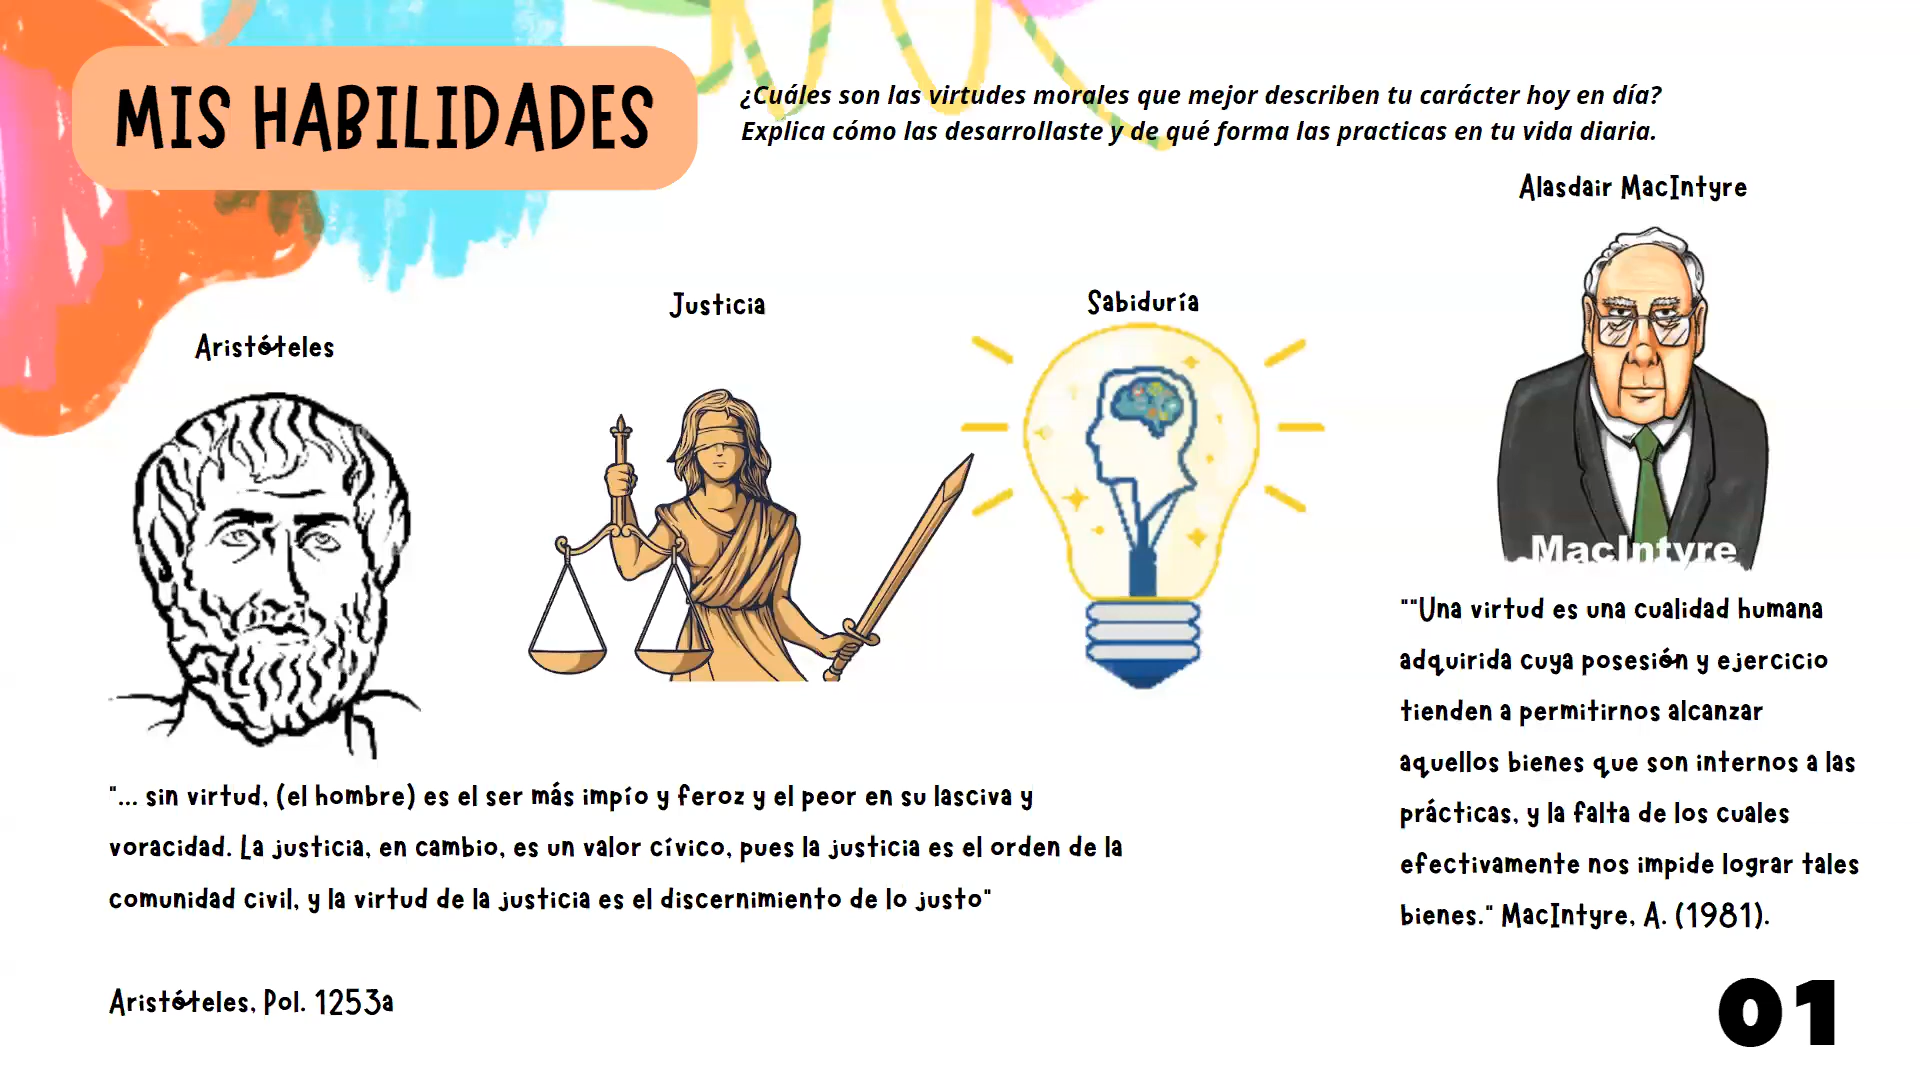 MIS HABILIDADES
¿Cuáles son las virtudes morales que mejor describen tu carácter hoy en día?
Explica cómo las desarrollaste y de qué forma las practicas en tu vida diaria.
Alasdair MacIntyre
Justicia
Sabiduría
Aristóteles
MacIntyre
""Una virtud es una cualidad humana
adquirida cuya posesión y ejercicio
tienden a permitirnos alcanzar
aquellos bienes que son internos a las
prácticas, y la falta de los cuales
efectivamente nos impide lograr tales
bienes." MacIntyre, A. (1981).
"... sin virtud, (el hombre) es el ser más impío y feroz y el peor en su lasciva y
voracidad. La justicia, en cambio, es un valor cívico, pues la justicia es el orden de la
comunidad civil, y la virtud de la justicia es el discernimiento de lo justo"
Aristóteles, Pol. 1253a
01